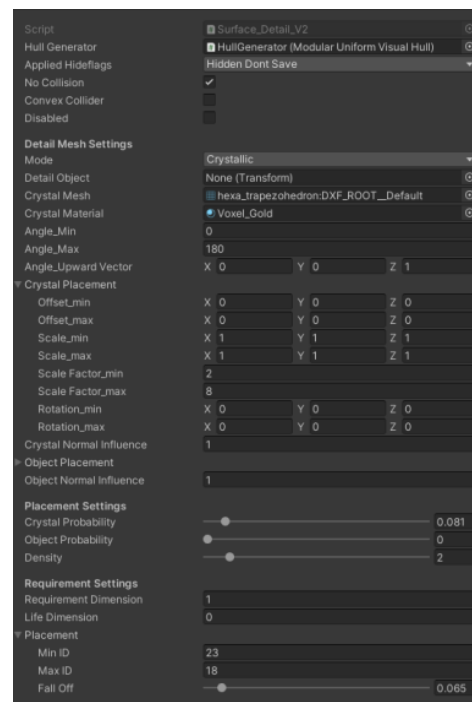 Script Surface_Detail_V2
Hull Generator HullGenerator (Modular Uniform Visual Hull)
Applied Hideflags Hidden Dont Save
No Collision
Convex Collider
Disabled
Detail Mesh Settings
Mode Crystallic
Detail Object None (Transform)
Crystal Mesh hexa_trapezohedron:DXF_ROOT__Default
Crystal Material Voxel_Gold
Angle_Min 0
Angle_Max 180
Angle_Upward Vector X 0 Y 0 Z 1
Crystal Placement
Offset_min X 0 Y 0 Z 0
Offset_max X 0 Y 0 Z 0
Scale_min X 1 Y 1 Z 1
Scale_max X 1 Y 1 Z 1
Scale Factor_min 2
Scale Factor_max 8
Rotation_min X 0 Y 0 Z 0
Rotation_max X 0 Y 0 Z 0
Crystal Normal Influence 1
Object Placement
Object Normal Influence 1
Placement Settings
Crystal Probability 0.081
Object Probability 0
Density 2
Requirement Settings
Requirement Dimension 1
Life Dimension 0
Placement
Min ID 23
Max ID 18
Fall Off 0.065